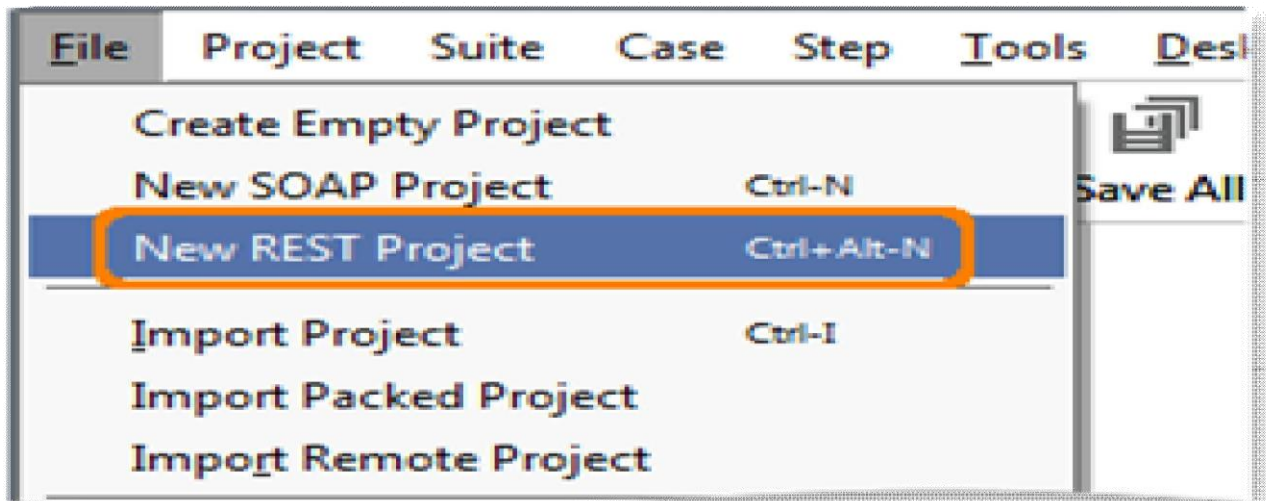 File Project Suite Case Step Tools Des
Create Empty Project
New SOAP Project Ctrl-N
Save All
New REST Project Ctrl+Alt-N
Import Project Ctrl-I
Import Packed Project
Import Remote Project